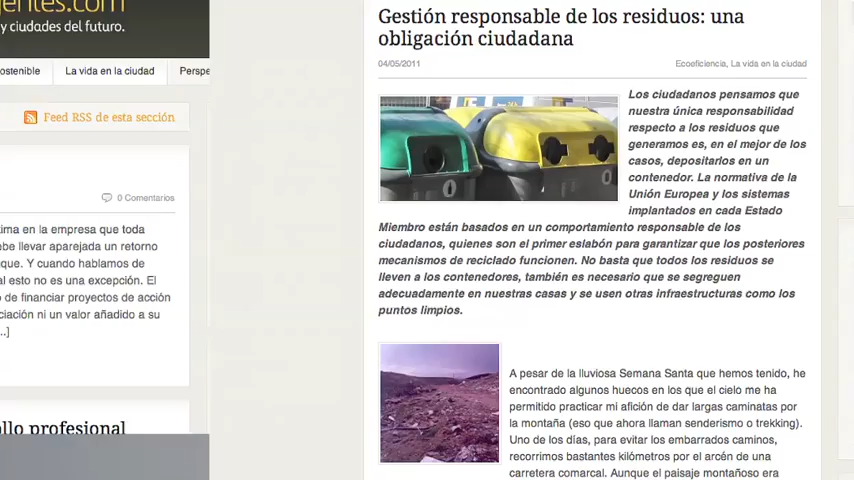 y ciudades del futuro.
La vida en la ciudad
Feed RSS de esta sección
0 Comentarios
en la empresa que toda
llevar aparejada un retorno
Y cuando hablamos de
esto no es una excepción. El
de financiar proyectos de acción
ni un valor añadido a su
...]
profesional
Gestión responsable de los residuos: una
obligación ciudadana
04/05/2011
Ecoeficiencia, La vida en la ciudad
Los ciudadanos pensamos que
nuestra única responsabilidad
respecto a los residuos que
generamos es, en el mejor de los
casos, depositarlos en un
contenedor. La normativa de la
Unión Europea y los sistemas
implantados en cada Estado
Miembro están basados en un comportamiento responsable de los
ciudadanos, quienes son el primer eslabón para garantizar que los posteriores
mecanismos de reciclado funcionen. No basta que todos los residuos se
lleven a los contenedores, también es necesario que se segreguen
adecuadamente en nuestras casas y se usen otras infraestructuras como los
puntos limpios.
A pesar de la lluviosa Semana Santa que hemos tenido, he
encontrado algunos huecos en los que el cielo me ha
permitido practicar mi afición de dar largas caminatas por
la montaña (eso que ahora llaman senderismo o trekking).
Uno de los días, para evitar los embarrados caminos,
recorrimos bastantes kilómetros por el arcén de una
carretera comarcal. Aunque el paisaje montañoso era